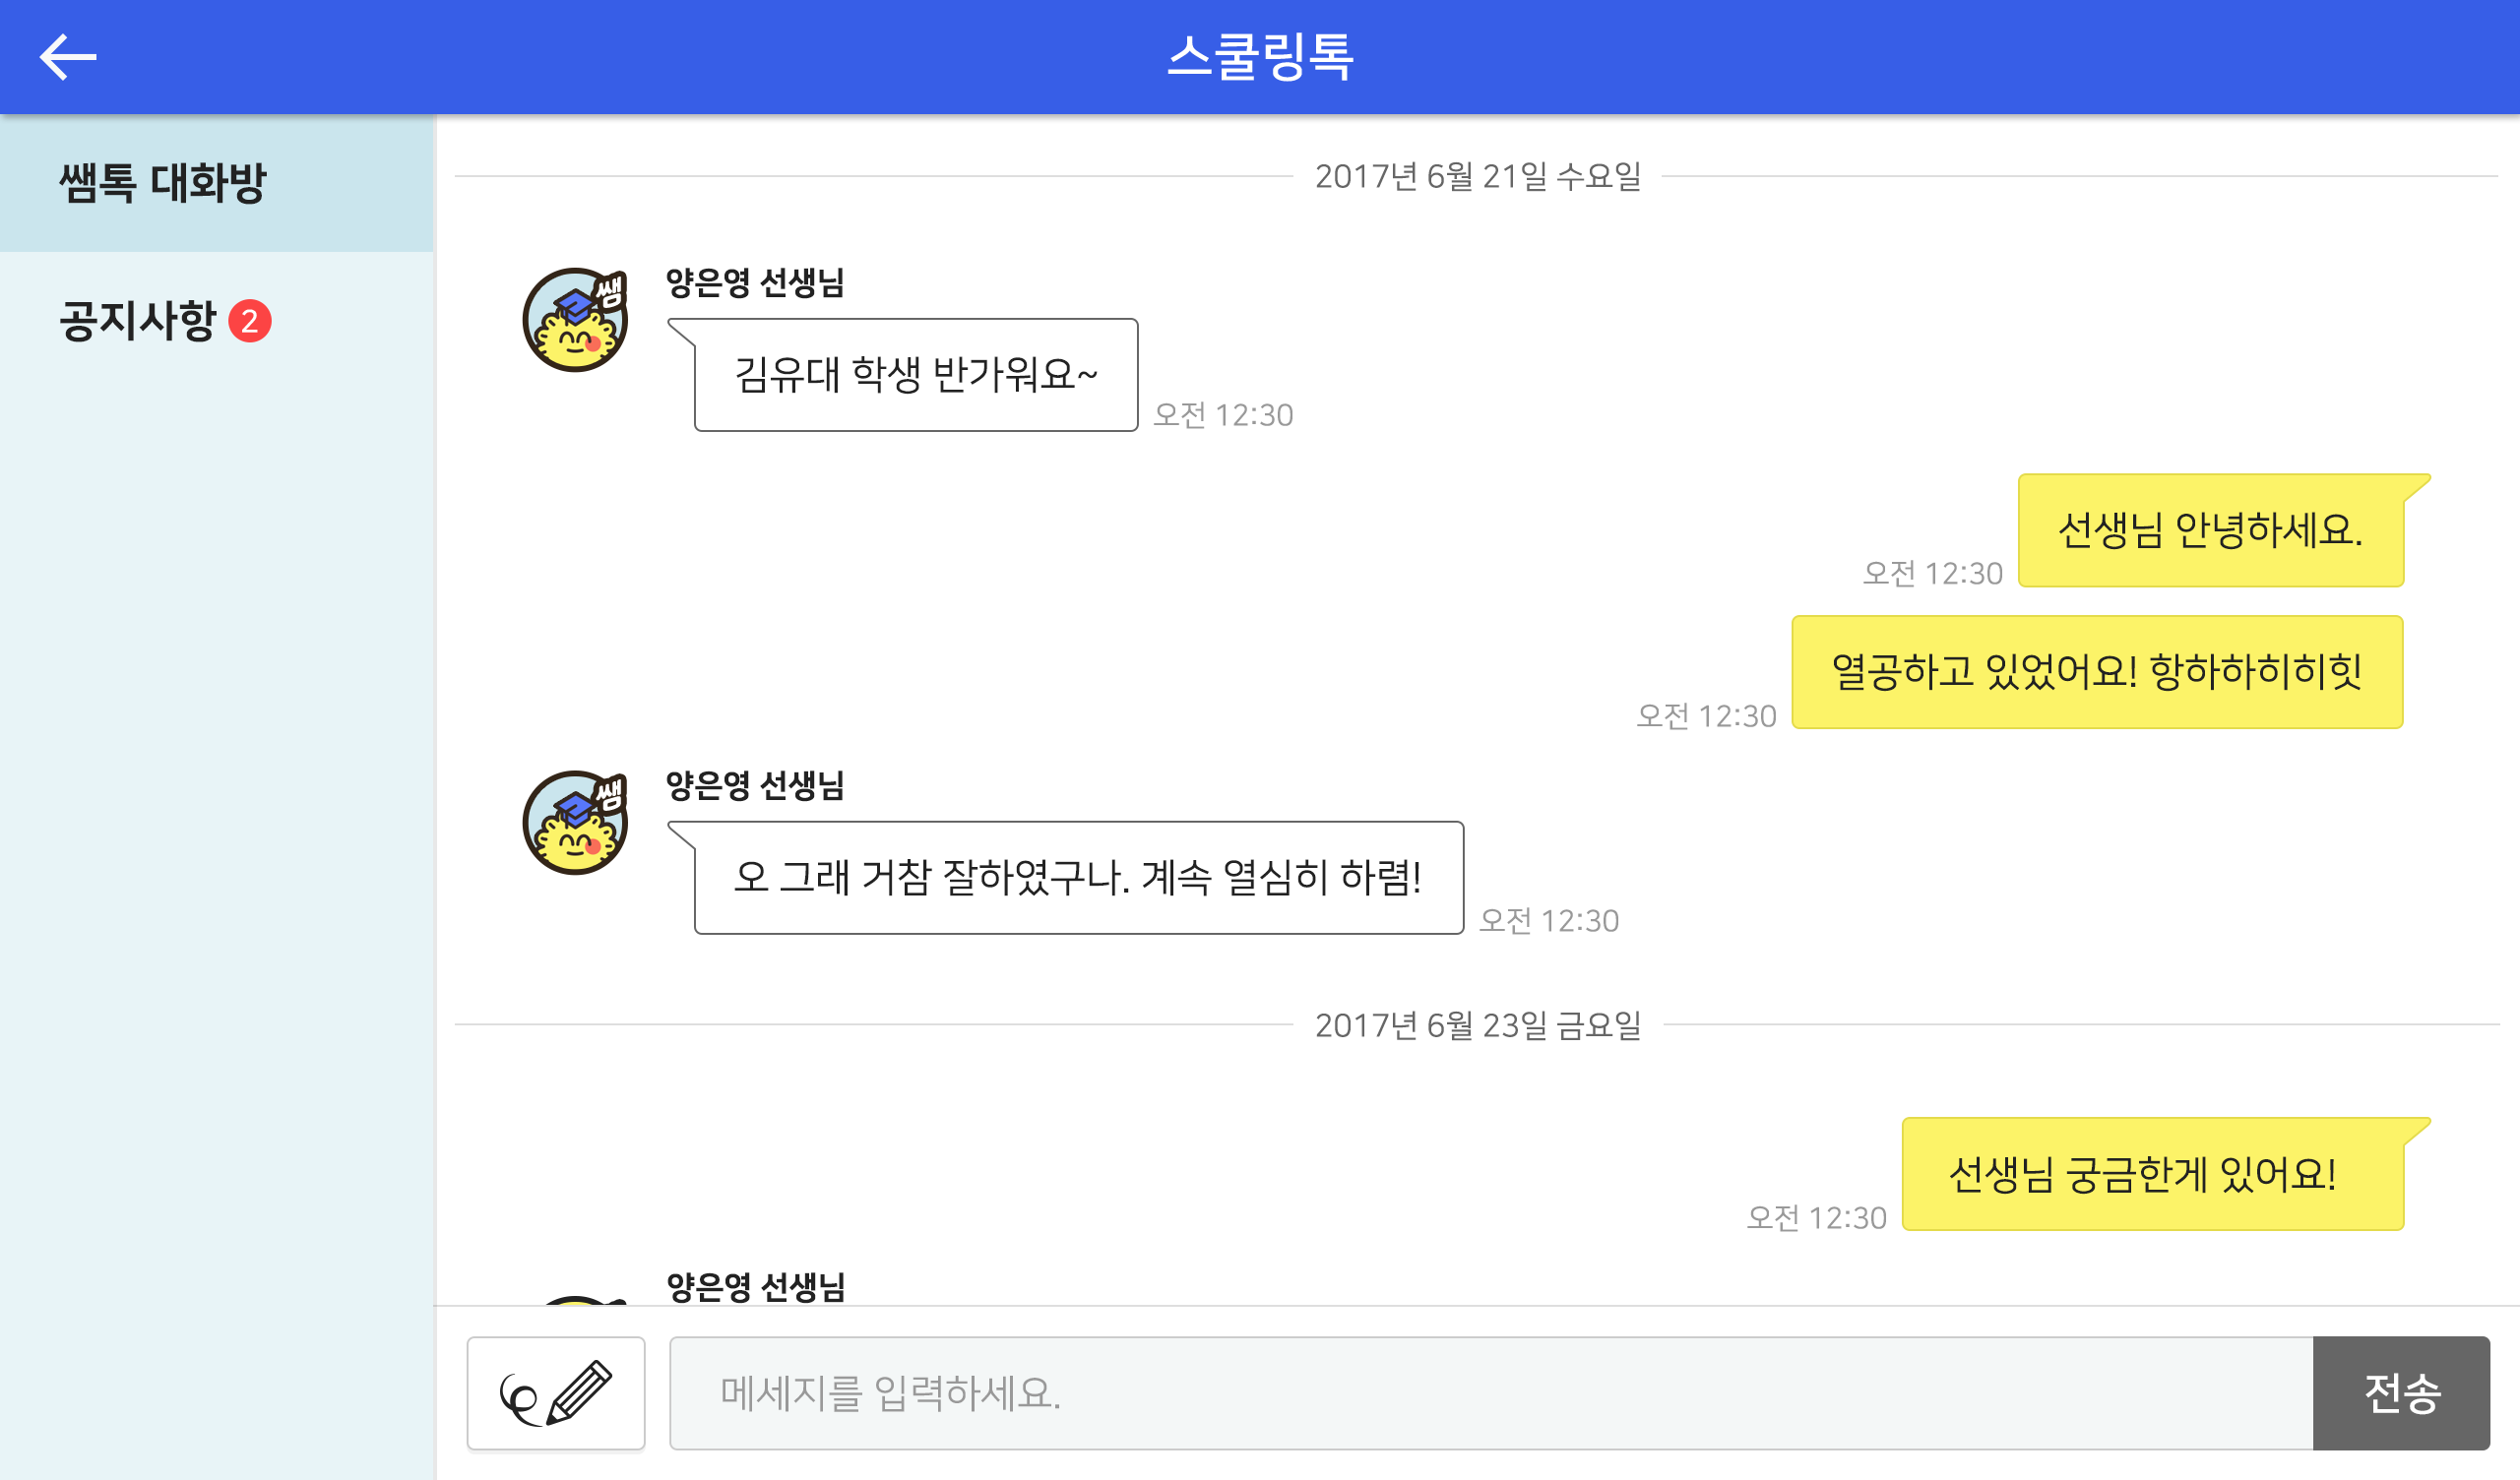 스쿨링톡
쌤톡 대화방
공지사항 2
2017년 6월 21일 수요일
쌤
양은영 선생님
김유대 학생 반가워요~
오전 12:30
선생님 안녕하세요.
오전 12:30
열공하고 있었어요! 항하하히히힛
오전 12:30
쌤
양은영 선생님
오 그래 거참 잘하였구나. 계속 열심히 하렴!
오전 12:30
2017년 6월 23일 금요일
선생님 궁금한게 있어요!
오전 12:30
양은영 선생님
메세지를 입력하세요.
전송